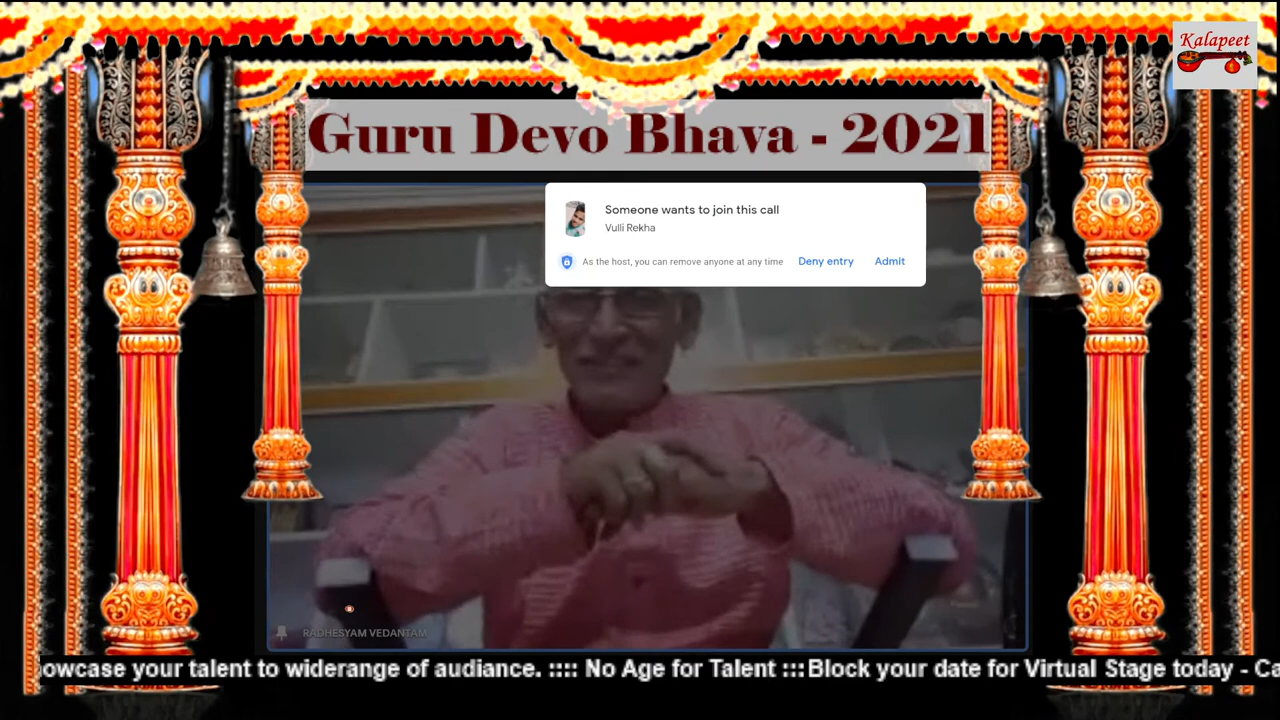 Kalapeet
Guru Devo Bhava - 2021
Someone wants to join this call
Vulli Rekha
As the host, you can remove anyone at any time
Deny entry
Admit
RADHESYAM VEDANTAM
owcase your talent to widerange of audiance. :::: No Age for Talent ::: Block your date for Virtual Stage today - Ca